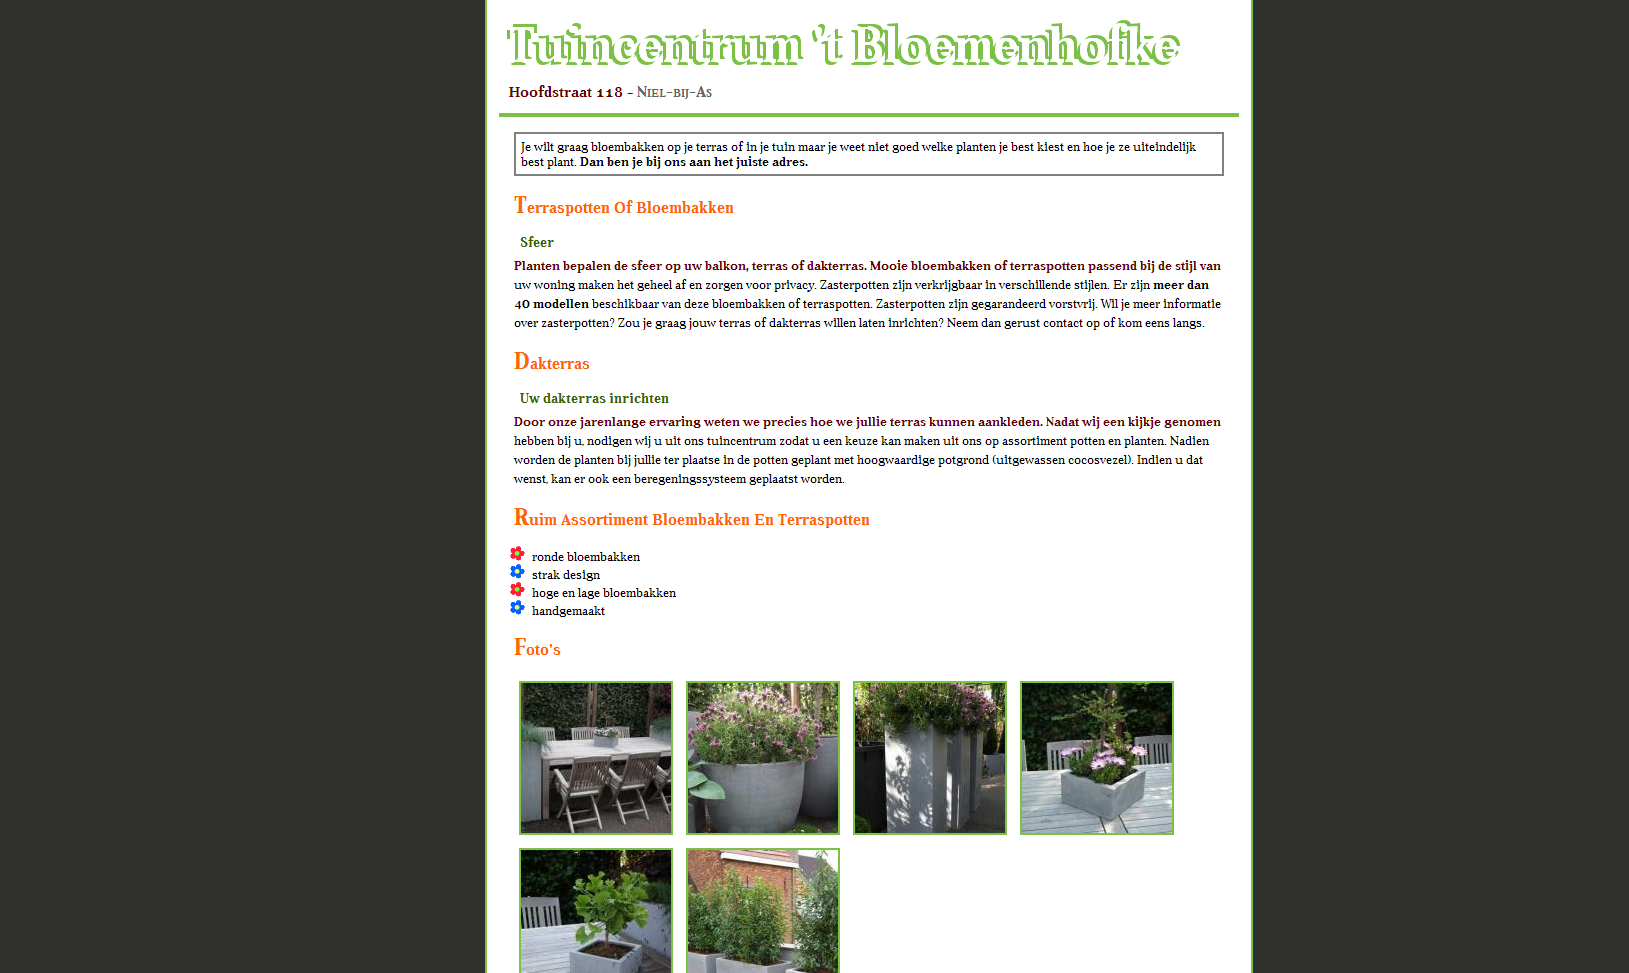 Tuincentrum 't Bloemenhofke
Hoofdstraat 118 - Niel-bij-As
Je wilt graag bloembakken op je terras of in je tuin maar je weet niet goed welke planten je best kiest en hoe je ze uiteindelijk
best plant. Dan ben je bij ons aan het juiste adres.
Terraspotten Of Bloembakken
Sfeer
Planten bepalen de sfeer op uw balkon, terras of dakterras. Mooie bloembakken of terraspotten passend bij de stijl van
uw woning maken het geheel af en zorgen voor privacy. Zasterpotten zijn verkrijgbaar in verschillende stijlen. Er zijn meer dan
40 modellen beschikbaar van deze bloembakken of terraspotten. Zasterpotten zijn gegarandeerd vorstvrij. Wil je meer informatie
over zasterpotten? Zou je graag jouw terras of dakterras willen laten inrichten? Neem dan gerust contact op of kom eens langs.
Dakterras
Uw dakterras inrichten
Door onze jarenlange ervaring weten we precies hoe we jullie terras kunnen aankleden. Nadat wij een kijkje genomen
hebben bij u, nodigen wij u uit ons tuincentrum zodat u een keuze kan maken uit ons op assortiment potten en planten. Nadien
worden de planten bij jullie ter plaatse in de potten geplant met hoogwaardige potgrond (uitgewassen cocosvezel). Indien u dat
wenst, kan er ook een beregeningssysteem geplaatst worden.
Ruim Assortiment Bloembakken En Terraspotten
ronde bloembakken
strak design
hoge en lage bloembakken
handgemaakt
Foto's